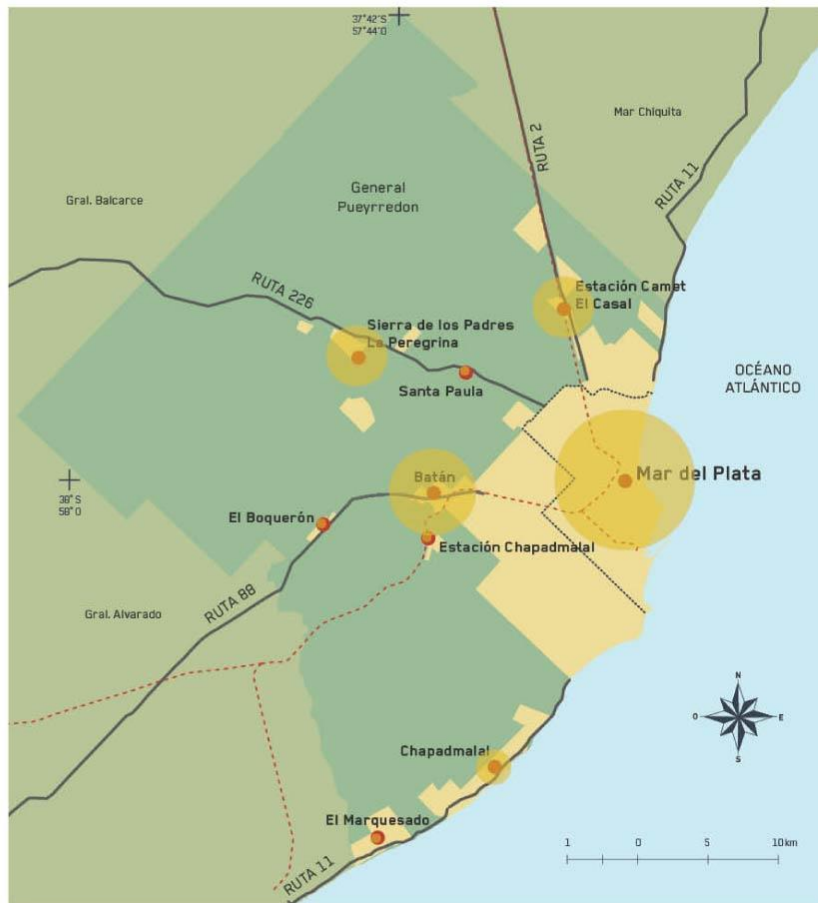 37°42'S
57°44'O
Mar Chiquita
RUTA 2
RUTA 11
General
Pueyrredon
Gral. Balcarce
RUTA 226
Estación Camet
El Casal
Sierra de los Padres
La Peregrina
OCÉANO
ATLÁNTICO
Santa Paula
Batán
Mar del Plata
38° S
58° O
El Boquerón
Estación Chapadmalal
RUTA 88
Gral. Alvarado
N
O
E
S
Chapadmalal
El Marquesado
RUTA 11
1 0 5 10km